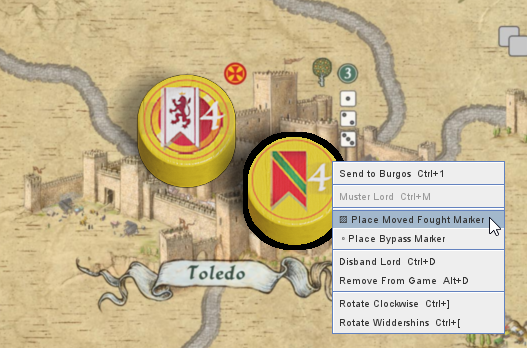 4
3
4
Send to Burgos Ctrl+1
Muster Lord Ctrl+M
Place Moved Fought Marker
Place Bypass Marker
Disband Lord Ctrl+D
Remove From Game Alt+D
Rotate Clockwise Ctrl+]
Rotate Widdershins Ctrl+[
Toledo